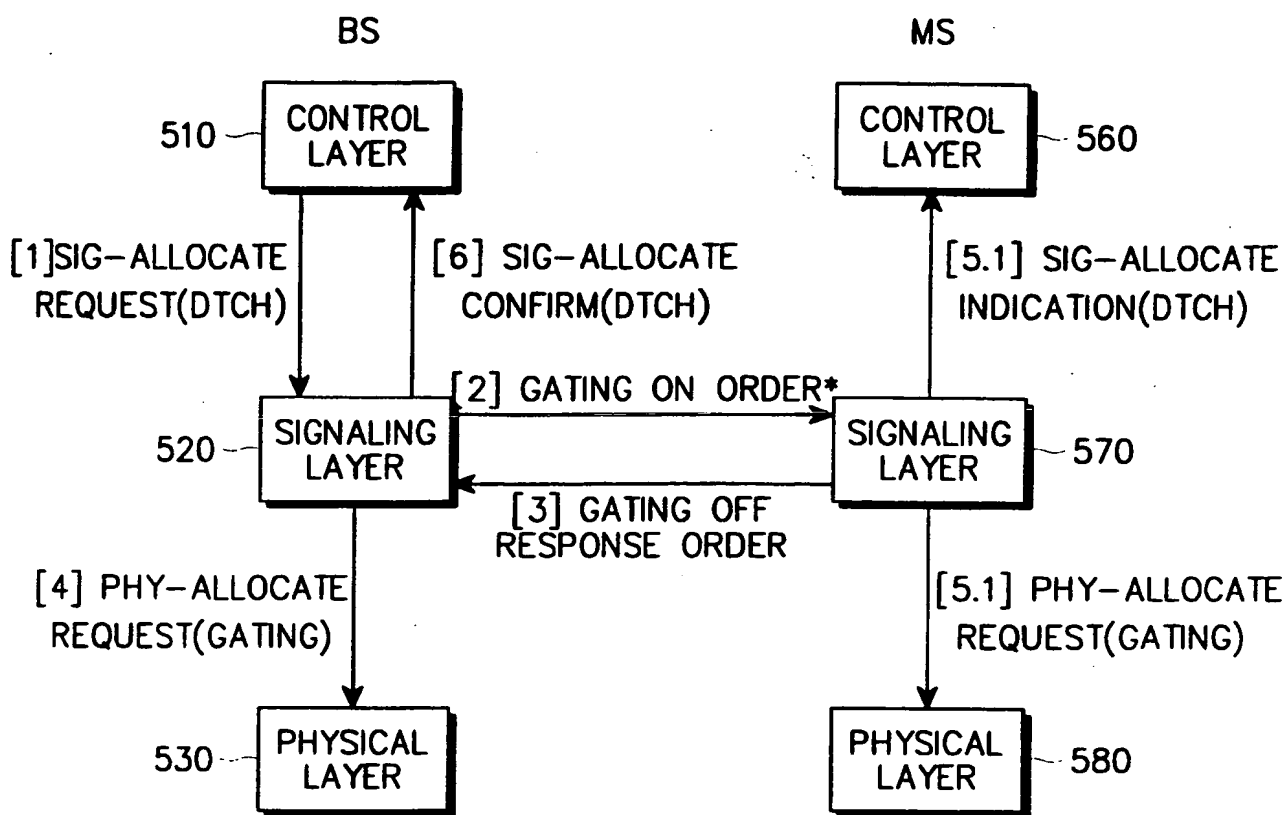 BS
MS
510
CONTROL
LAYER
CONTROL
LAYER
560
[1]SIG-ALLOCATE
REQUEST(DTCH)
[6] SIG-ALLOCATE
CONFIRM(DTCH)
[5.1] SIG-ALLOCATE
INDICATION(DTCH)
[2] GATING ON ORDER*
520
SIGNALING
LAYER
SIGNALING
LAYER
570
[3] GATING OFF
RESPONSE ORDER
[4] PHY-ALLOCATE
REQUEST(GATING)
[5.1] PHY-ALLOCATE
REQUEST(GATING)
530
PHYSICAL
LAYER
PHYSICAL
LAYER
580